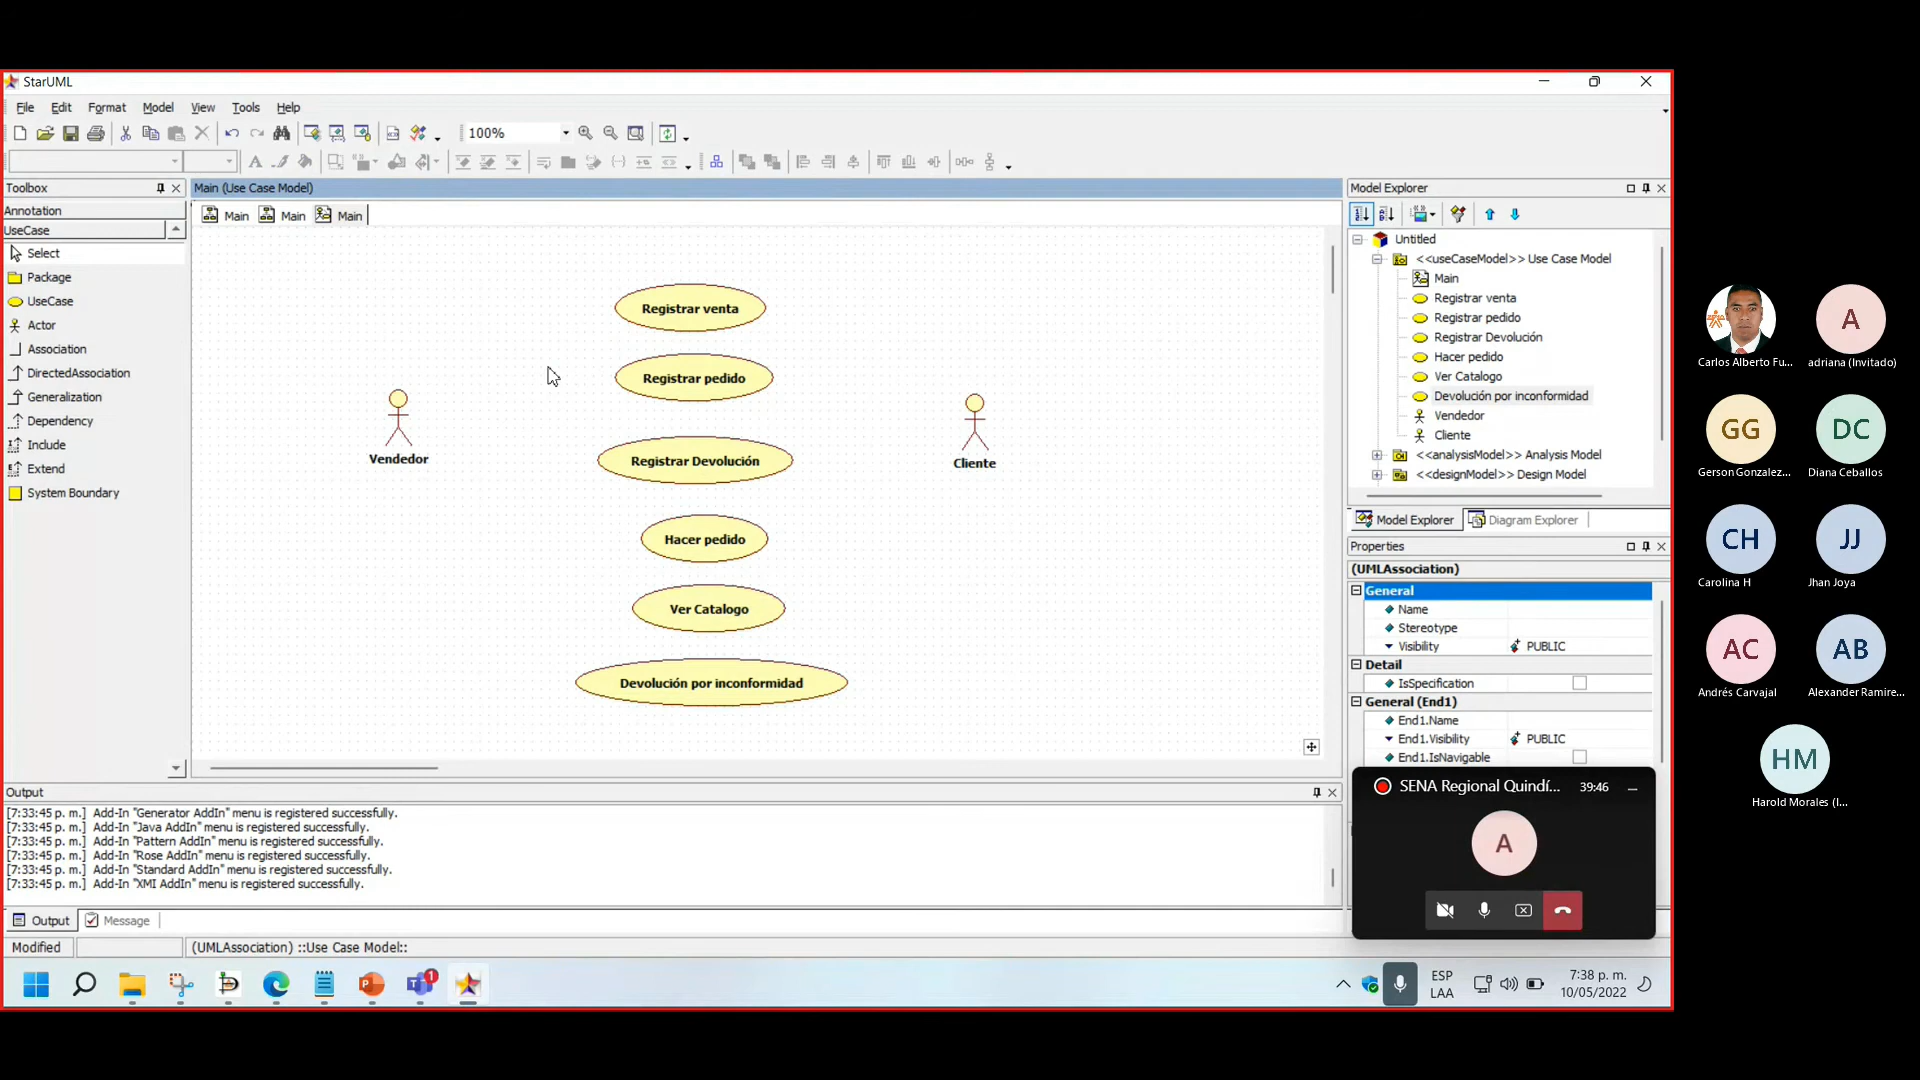 StarUML
File Edit Format Model View Tools Help
100%
Toolbox
Annotation
UseCase
Select
Package
UseCase
Actor
Association
DirectedAssociation
Generalization
Dependency
Include
Extend
System Boundary
Main (Use Case Model)
Main Main Main
Registrar venta
Registrar pedido
Vendedor
Cliente
Registrar Devolución
Hacer pedido
Ver Catalogo
Devolución por inconformidad
Model Explorer
Untitled
<<useCaseModel>> Use Case Model
Main
Registrar venta
Registrar pedido
Registrar Devolución
Hacer pedido
Ver Catalogo
Devolución por inconformidad
Vendedor
Cliente
<<analysisModel>> Analysis Model
<<designModel>> Design Model
Model Explorer Diagram Explorer
Properties
(UMLAssociation)
General
Name
Stereotype
Visibility PUBLIC
Detail
IsSpecification
General (End1)
End1.Name
End1.Visibility PUBLIC
End1.IsNavigable
SENA Regional Quindí... 39:46
A
Output
[7:33:45 p. m.] Add-In "Generator AddIn" menu is registered successfully.
[7:33:45 p. m.] Add-In "Java AddIn" menu is registered successfully.
[7:33:45 p. m.] Add-In "Pattern AddIn" menu is registered successfully.
[7:33:45 p. m.] Add-In "Rose AddIn" menu is registered successfully.
[7:33:45 p. m.] Add-In "Standard AddIn" menu is registered successfully.
[7:33:45 p. m.] Add-In "XMI AddIn" menu is registered successfully.
Output Message
Modified (UMLAssociation) ::Use Case Model::
1
ESP
LAA
7:38 p. m.
10/05/2022
A
Carlos Alberto Fu... adriana (Invitado)
GG DC
Gerson Gonzalez... Diana Ceballos
CH JJ
Carolina H Jhan Joya
AC AB
Andrés Carvajal Alexander Ramire...
HM
Harold Morales (I...